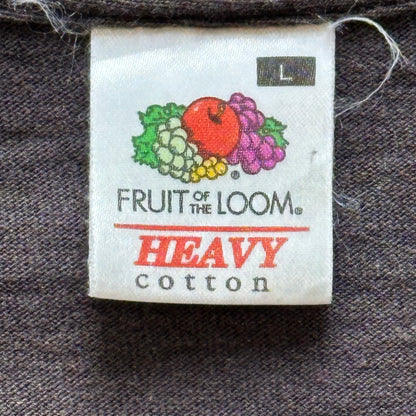 L
FRUIT OF THE LOOM®
HEAVY
cotton